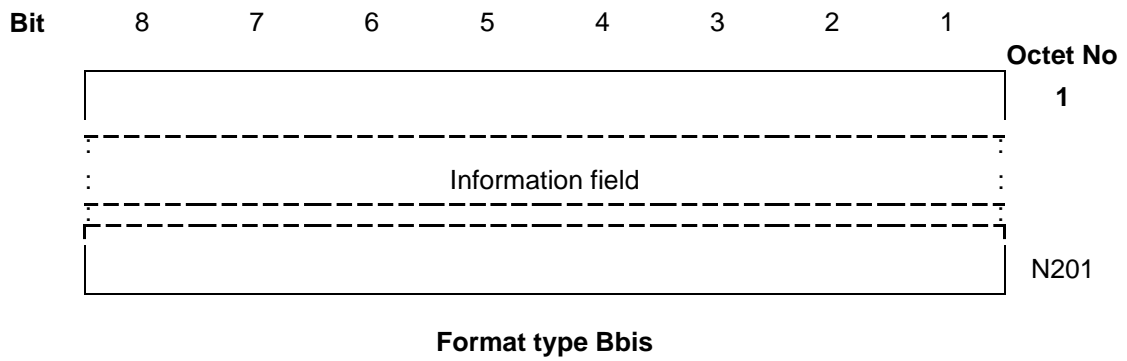 Bit 8 7 6 5 4 3 2 1
Octet No
1
Information field
N201
Format type Bbis